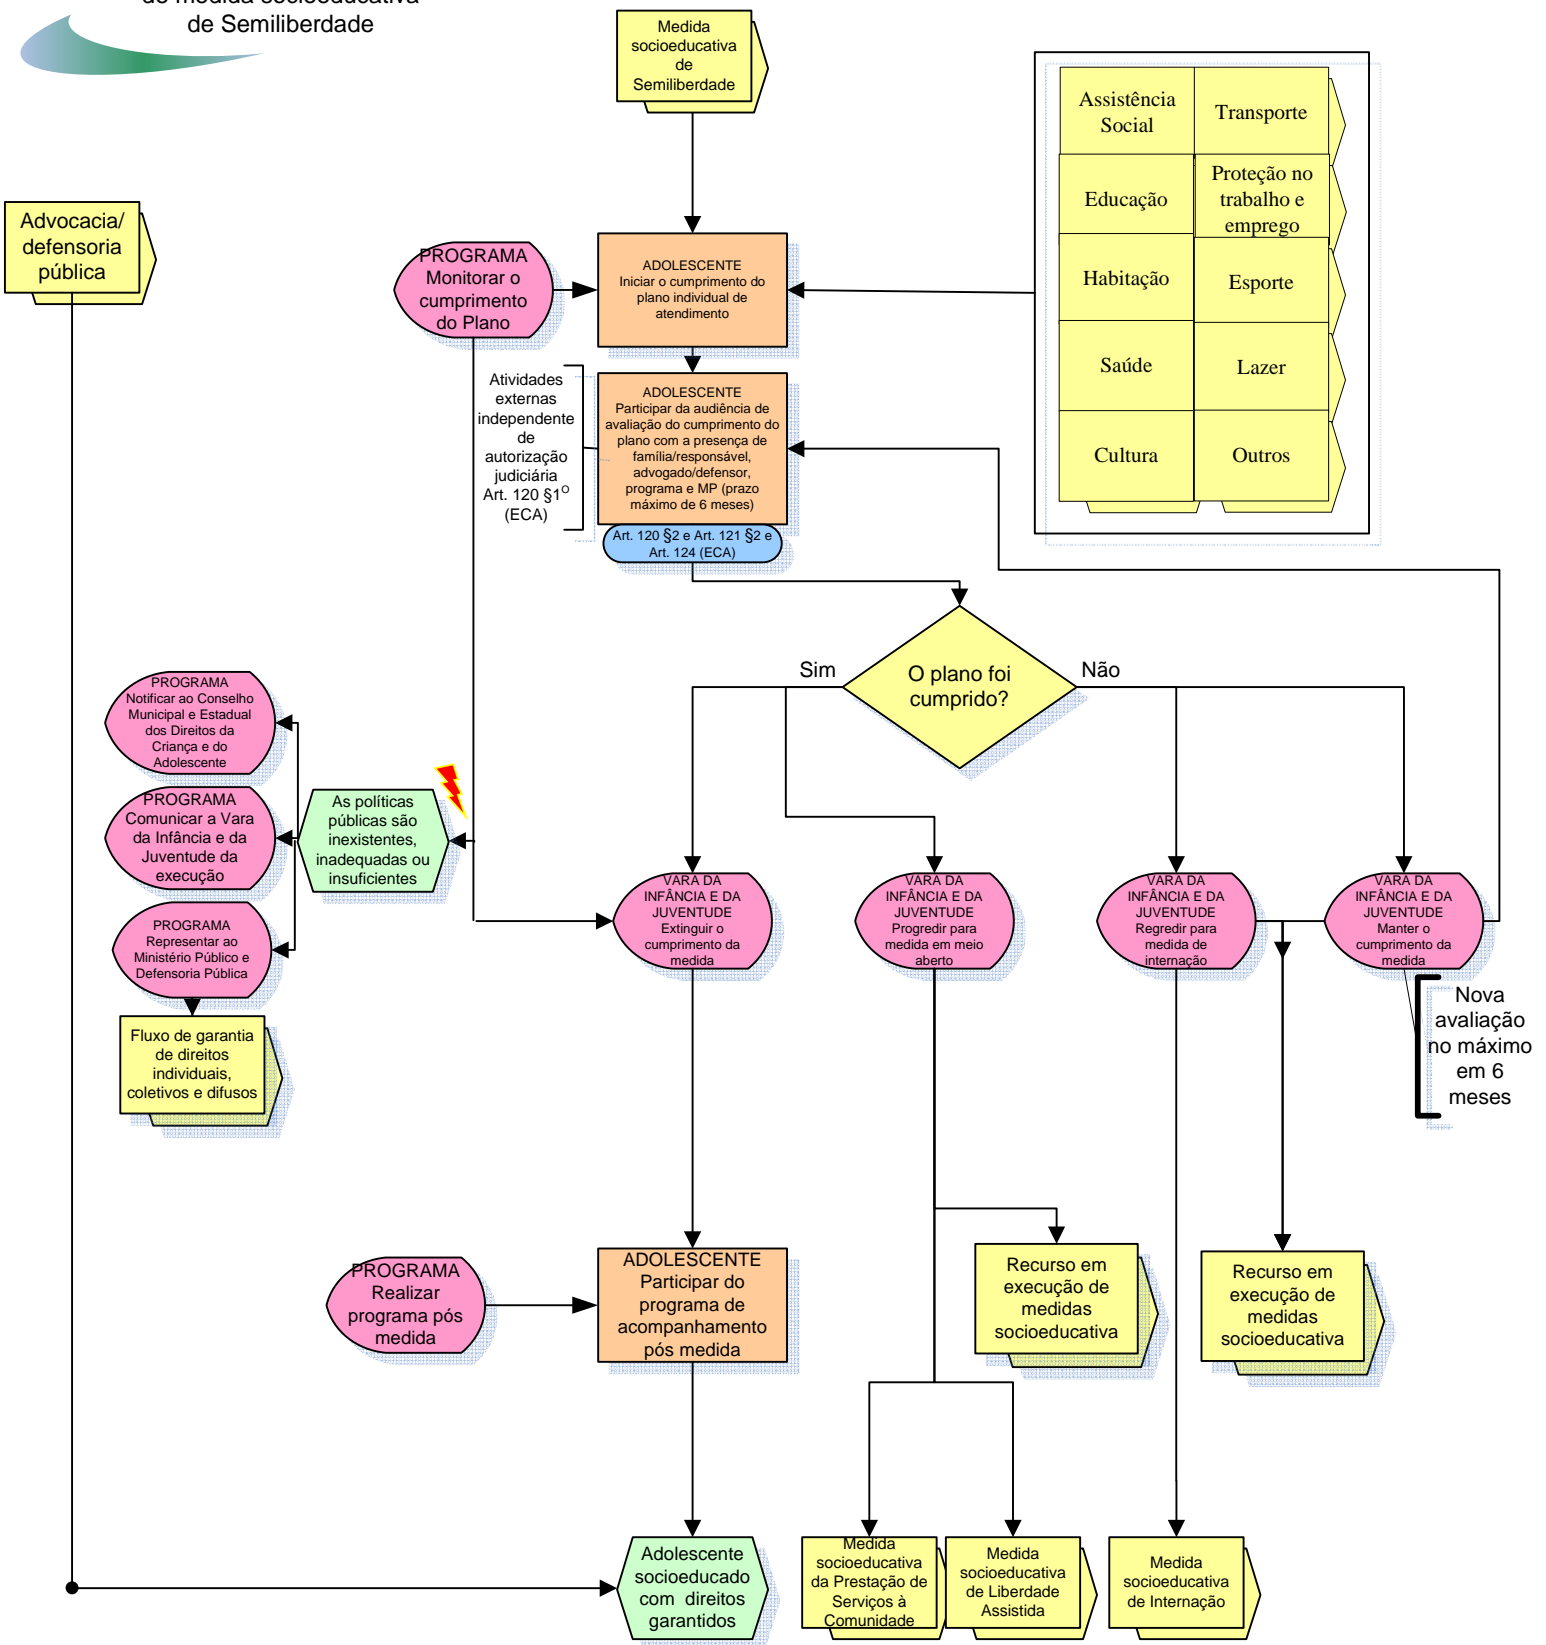 de medida socioeducativa
de Semiliberdade
Medida
socioeducativa
de
Semiliberdade
Assistência
Social
Transporte
Educação
Proteção no
trabalho e
emprego
Habitação
Esporte
Saúde
Lazer
Cultura
Outros
Advocacia/
defensoria
pública
PROGRAMA
Monitorar o
cumprimento
do Plano
ADOLESCENTE
Iniciar o cumprimento do
plano individual de
atendimento
Atividades
externas
independente
de
autorização
judiciária
Art. 120 §1º
(ECA)
ADOLESCENTE
Participar da audiência de
avaliação do cumprimento do
plano com a presença de
família/responsável,
advogado/defensor,
programa e MP (prazo
máximo de 6 meses)
Art. 120 §2 e Art. 121 §2 e
Art. 124 (ECA)
O plano foi
cumprido?
Sim
Não
PROGRAMA
Notificar ao Conselho
Municipal e Estadual
dos Direitos da
Criança e do
Adolescente
PROGRAMA
Comunicar a Vara
da Infância e da
Juventude da
execução
PROGRAMA
Representar ao
Ministério Público e
Defensoria Pública
As políticas
públicas são
inexistentes,
inadequadas ou
insuficientes
Fluxo de garantia
de direitos
individuais,
coletivos e difusos
VARA DA
INFÂNCIA E DA
JUVENTUDE
Extinguir o
cumprimento da
medida
VARA DA
INFÂNCIA E DA
JUVENTUDE
Progredir para
medida em meio
aberto
VARA DA
INFÂNCIA E DA
JUVENTUDE
Regredir para
medida de
internação
VARA DA
INFÂNCIA E DA
JUVENTUDE
Manter o
cumprimento da
medida
Nova
avaliação
no máximo
em 6
meses
PROGRAMA
Realizar
programa pós
medida
ADOLESCENTE
Participar do
programa de
acompanhamento
pós medida
Recurso em
execução de
medidas
socioeducativa
Recurso em
execução de
medidas
socioeducativa
Adolescente
socioeducado
com direitos
garantidos
Medida
socioeducativa
da Prestação de
Serviços à
Comunidade
Medida
socioeducativa
de Liberdade
Assistida
Medida
socioeducativa
de Internação